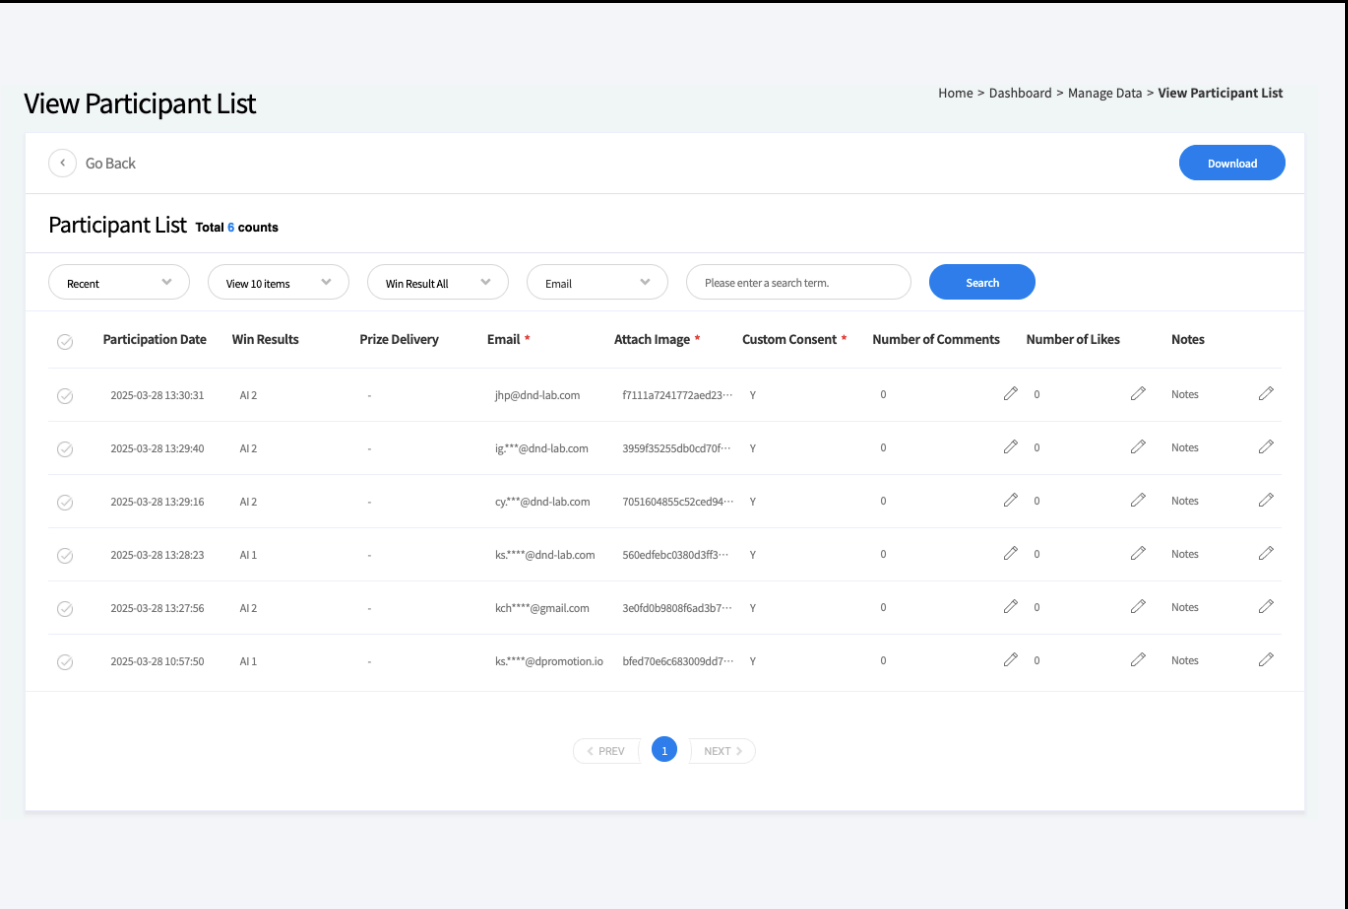 Home > Dashboard > Manage Data > View Participant List
View Participant List
Go Back
Download
Participant List Total 6 counts
Recent View 10 items Win Result All Email Please enter a search term. Search
Participation Date Win Results Prize Delivery Email * Attach Image * Custom Consent * Number of Comments Number of Likes Notes
2025-03-28 13:30:31 AI 2 - jhp@dnd-lab.com f7111a7241772aed23… Y 0 0 Notes
2025-03-28 13:29:40 AI 2 - ig.***@dnd-lab.com 3959f35255db0cd70f… Y 0 0 Notes
2025-03-28 13:29:16 AI 2 - cy.***@dnd-lab.com 7051604855c52ced94… Y 0 0 Notes
2025-03-28 13:28:23 AI 1 - ks.****@dnd-lab.com 560edfebc0380d3ff3… Y 0 0 Notes
2025-03-28 13:27:56 AI 2 - kch****@gmail.com 3e0fd0b9808f6ad3b7… Y 0 0 Notes
2025-03-28 10:57:50 AI 1 - ks.****@dpromotion.io bfed70e6c683009dd7… Y 0 0 Notes
< PREV 1 NEXT >